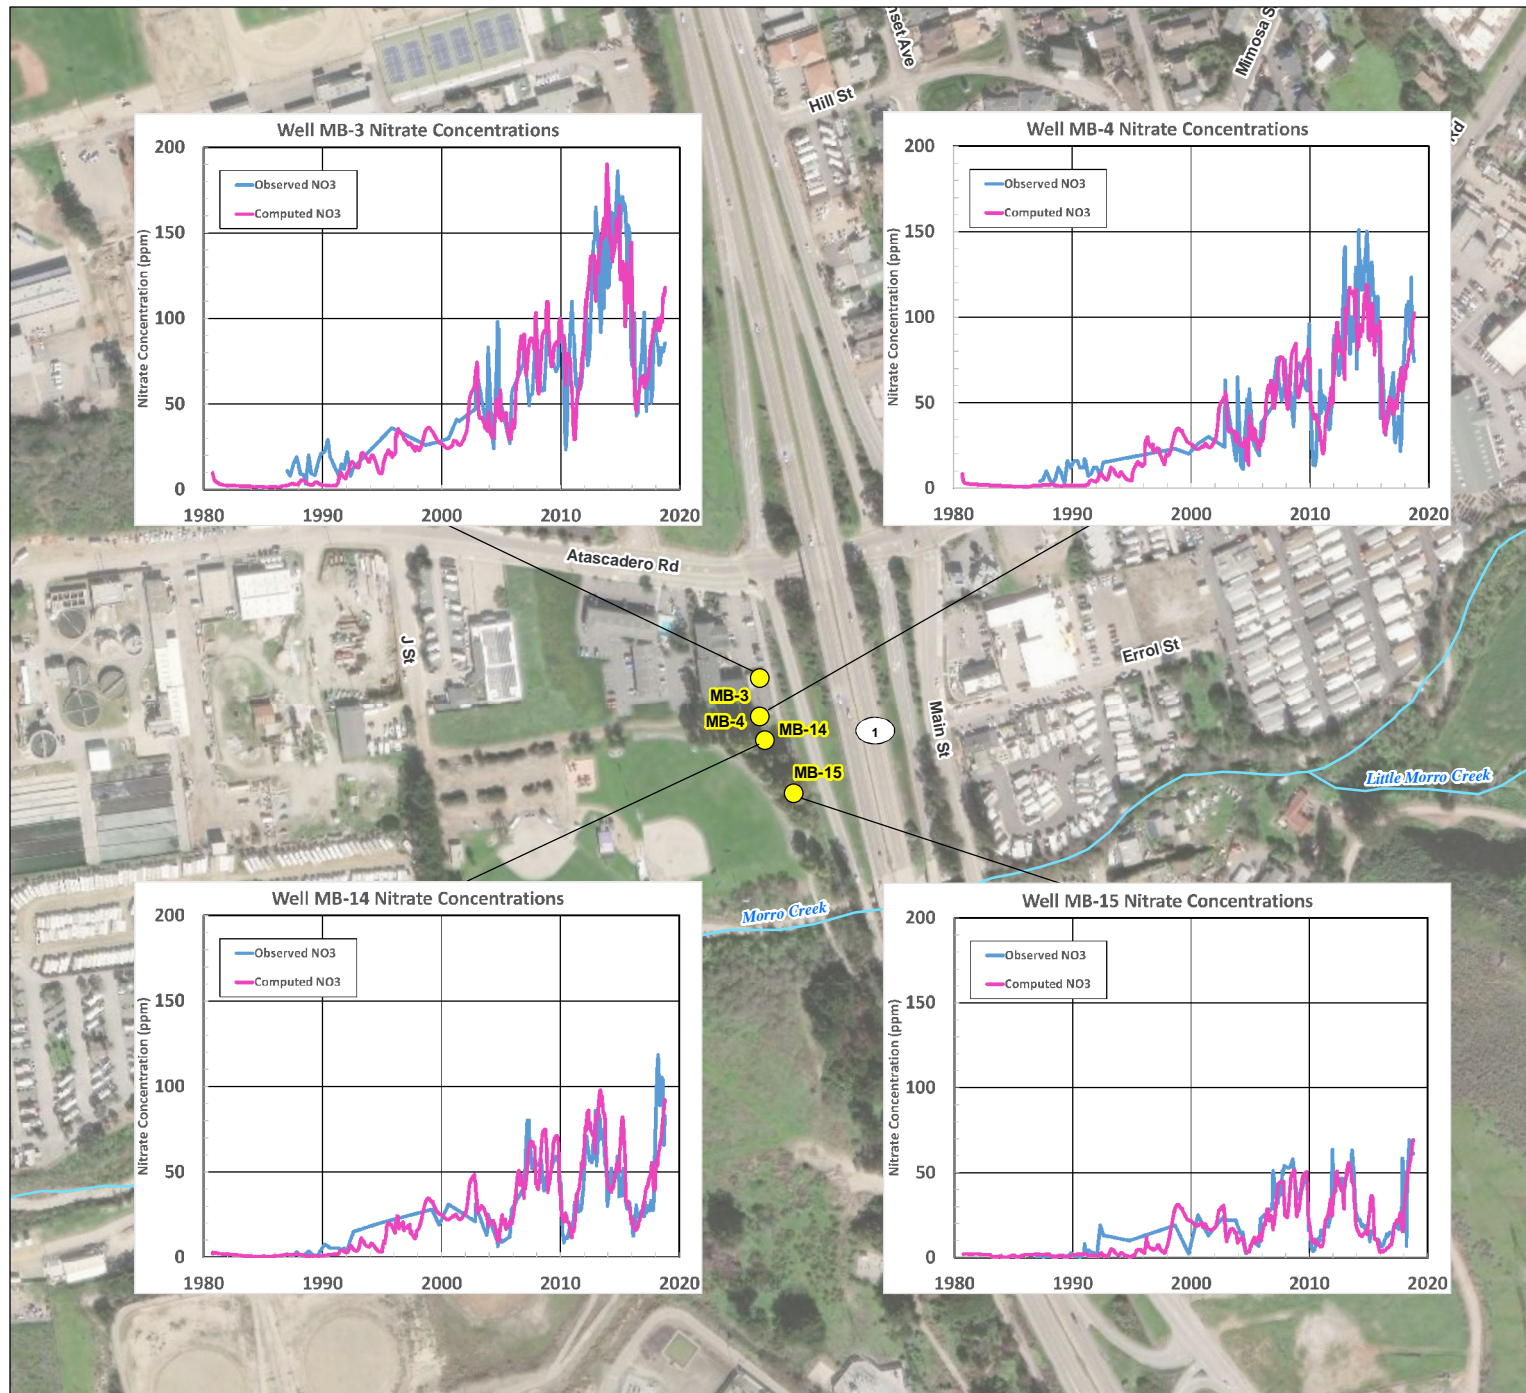 nset Ave
Mimosa S
Hill St
Rd
Well MB-3 Nitrate Concentrations
Nitrate Concentration (ppm)
200
150
100
50
0
Observed NO3
Computed NO3
1980 1990 2000 2010 2020
Well MB-4 Nitrate Concentrations
Nitrate Concentration (ppm)
200
150
100
50
0
Observed NO3
Computed NO3
1980 1990 2000 2010 2020
Atascadero Rd
J St
Errol St
Main St
MB-3
MB-4
MB-14
MB-15
1
Little Morro Creek
Morro Creek
Well MB-14 Nitrate Concentrations
Nitrate Concentration (ppm)
200
150
100
50
0
Observed NO3
Computed NO3
1980 1990 2000 2010 2020
Well MB-15 Nitrate Concentrations
Nitrate Concentration (ppm)
200
150
100
50
0
Observed NO3
Computed NO3
1980 1990 2000 2010 2020